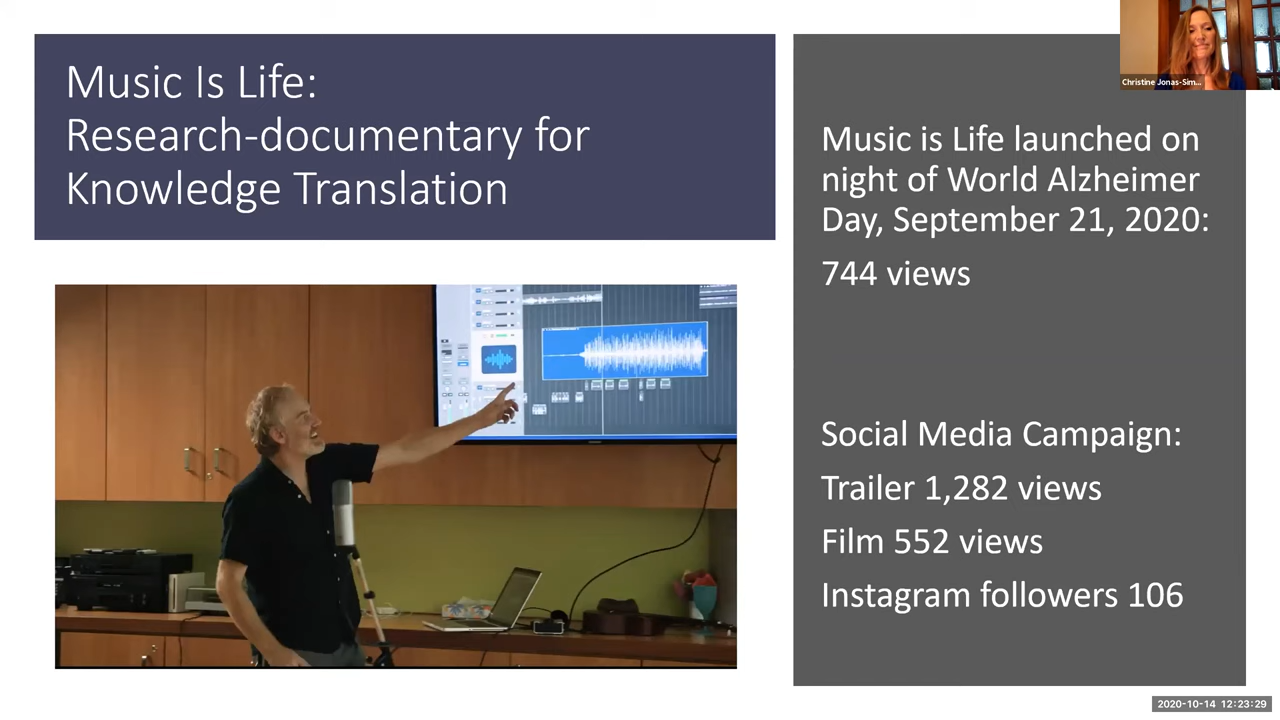 Music Is Life:
Research-documentary for
Knowledge Translation
Christine Jonas-Sim...
Music is Life launched on
night of World Alzheimer
Day, September 21, 2020:
744 views
Social Media Campaign:
Trailer 1,282 views
Film 552 views
Instagram followers 106
2020-10-14 12:23:29